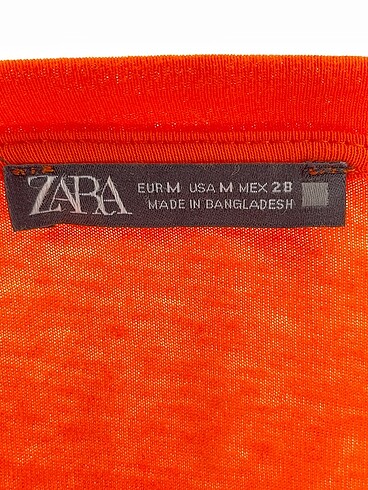 ZARA
EUR M USA M MEX 28
MADE IN BANGLADESH